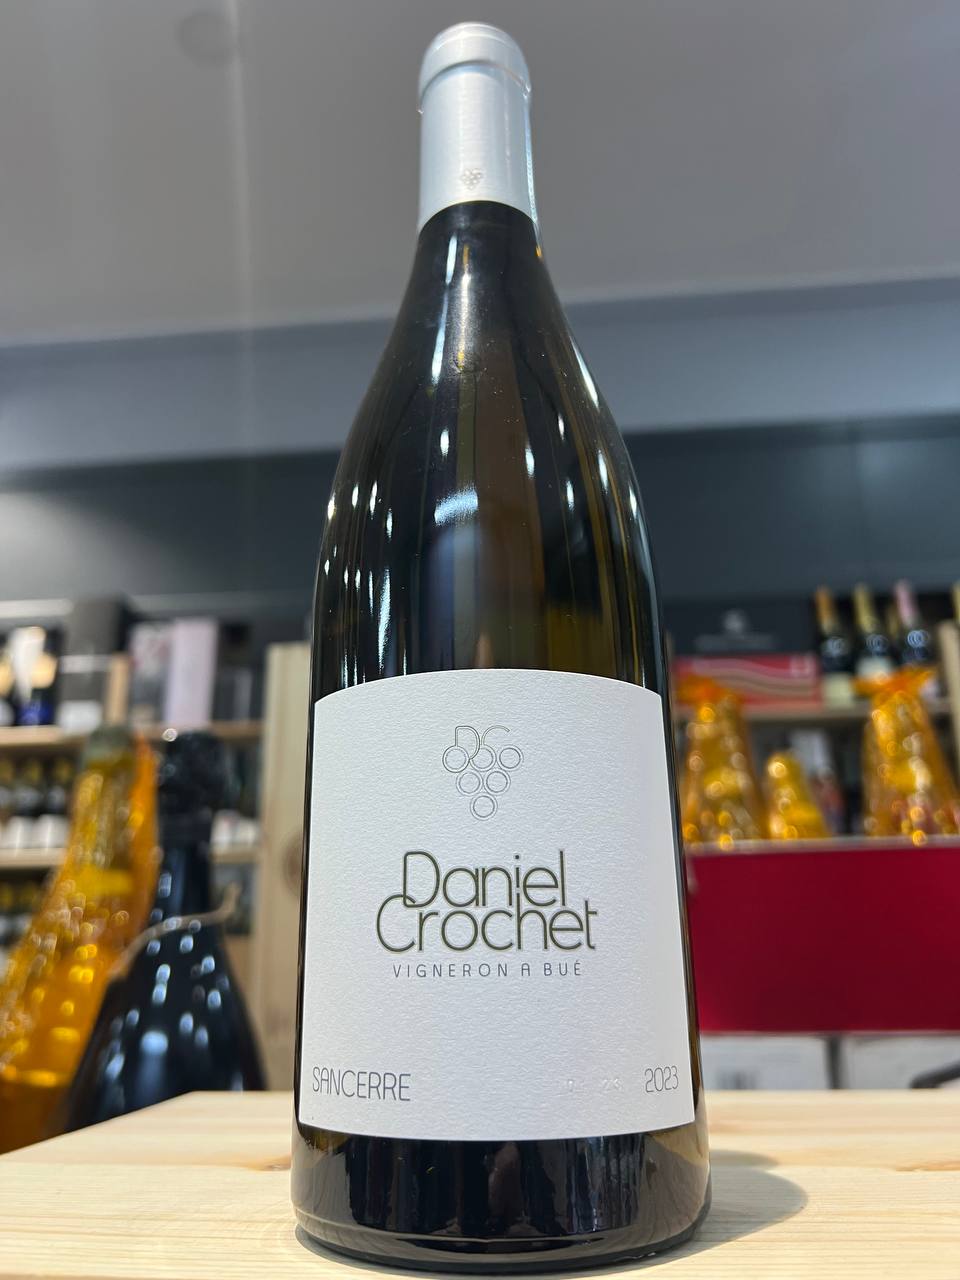 DC
Daniel
Crochet
VIGNERON A BUÉ
SANCERRE
2023